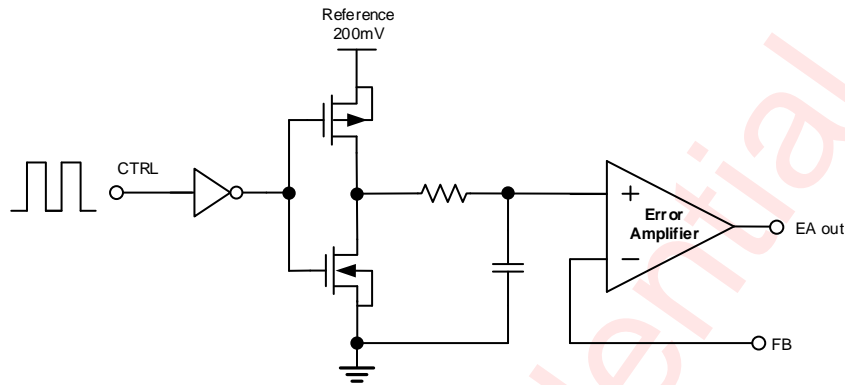 Reference
200mV
CTRL
+
Error
Amplifier
−
EA out
FB